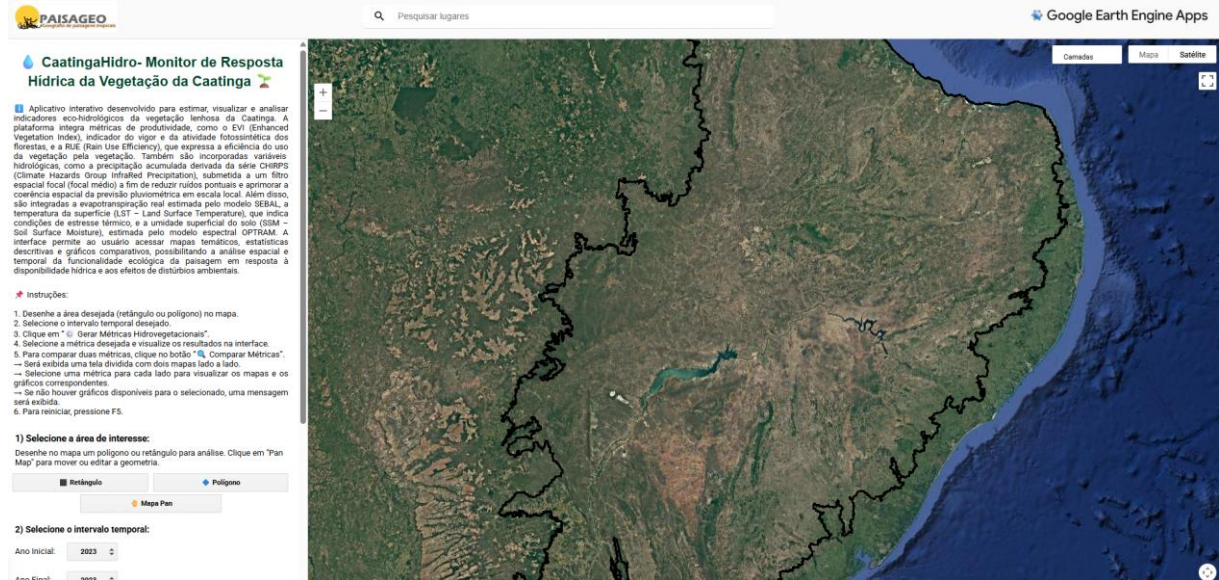 PAISAGEO
Pesquisar lugares
Google Earth Engine Apps
CaatingaHidro- Monitor de Resposta
Hídrica da Vegetação da Caatinga
Aplicativo interativo desenvolvido para estimar, visualizar e analisar
indicadores eco-hidrológicos da vegetação lenhosa da Caatinga. A
plataforma integra métricas de produtividade, como o EVI (Enhanced
Vegetation Index), indicador do vigor e da atividade fotossintética das
florestas, e a RUE (Rain Use Efficiency), que expressa a eficiência do uso
da vegetação pela vegetação. Também são incorporadas variáveis
hidrológicas, como a precipitação acumulada derivada da série CHIRPS
(Climate Hazards Group InfraRed Precipitation), submetida a um filtro
espacial focal (focal médio) a fim de reduzir ruídos pontuais e aprimorar a
coerência espacial da previsão pluviométrica em escala local. Além disso,
são integradas a evapotranspiração real estimada pelo modelo SEBAL, a
temperatura da superfície (LST – Land Surface Temperature), que indica
condições de estresse térmico, e a umidade superficial do solo (SSM –
Soil Surface Moisture), estimada pelo modelo espectral OPTRAM. A
interface permite ao usuário acessar mapas temáticos, estatísticas
descritivas e gráficos comparativos, possibilitando a análise espacial e
temporal da funcionalidade ecológica da paisagem em resposta à
disponibilidade hídrica e aos efeitos de distúrbios ambientais.
Instruções:
1. Desenhe a área desejada (retângulo ou polígono) no mapa.
2. Selecione o intervalo temporal desejado.
3. Clique em " Gerar Métricas Hidrovegetacionais".
4. Selecione a métrica desejada e visualize os resultados na interface.
5. Para comparar duas métricas, clique no botão " Comparar Métricas".
→ Será exibida uma tela dividida com dois mapas lado a lado.
→ Selecione uma métrica para cada lado para visualizar os mapas e os
gráficos correspondentes.
→ Se não houver gráficos disponíveis para o selecionado, uma mensagem
será exibida.
6. Para reiniciar, pressione F5.
1) Selecione a área de interesse:
Desenhe no mapa um polígono ou retângulo para análise. Clique em "Pan
Map" para mover ou editar a geometria.
Retângulo
Polígono
Mapa Pan
2) Selecione o intervalo temporal:
Ano Inicial: 2023
Ano Final: 2023
Camadas
Mapa
Satélite